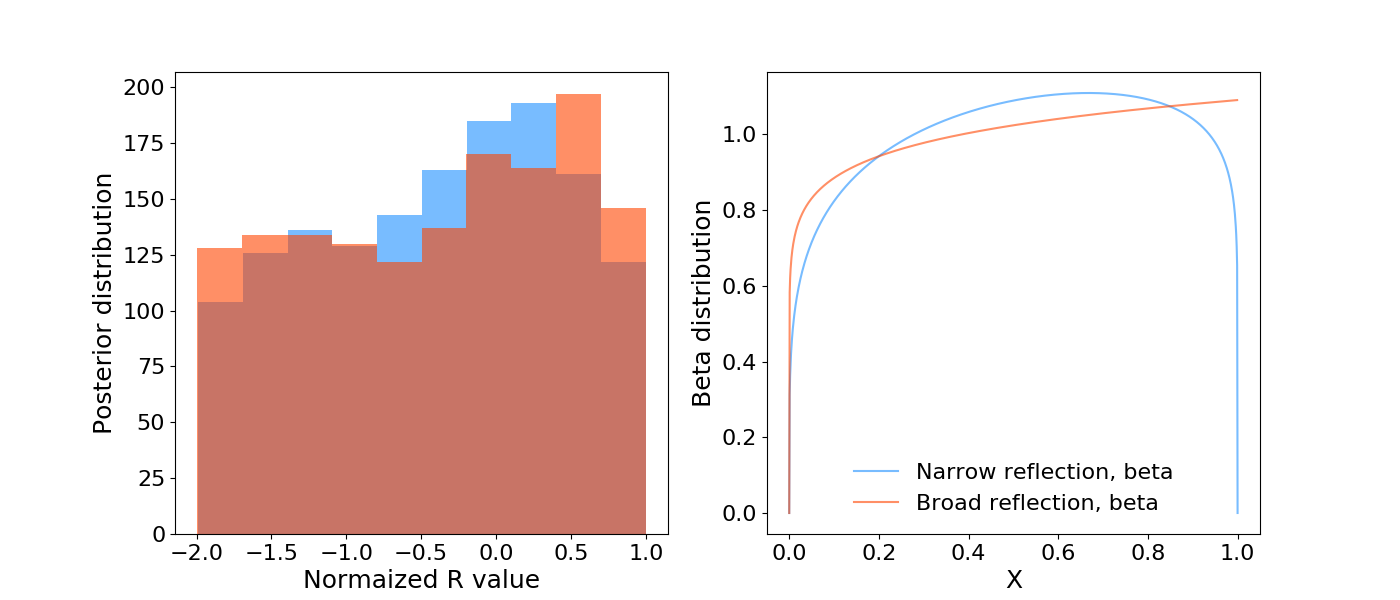 Posterior distribution
200
175
150
125
100
75
50
25
0
−2.0 −1.5 −1.0 −0.5 0.0 0.5 1.0
Normaized R value
Beta distribution
1.0
0.8
0.6
0.4
0.2
0.0
Narrow reflection, beta
Broad reflection, beta
0.0 0.2 0.4 0.6 0.8 1.0
X